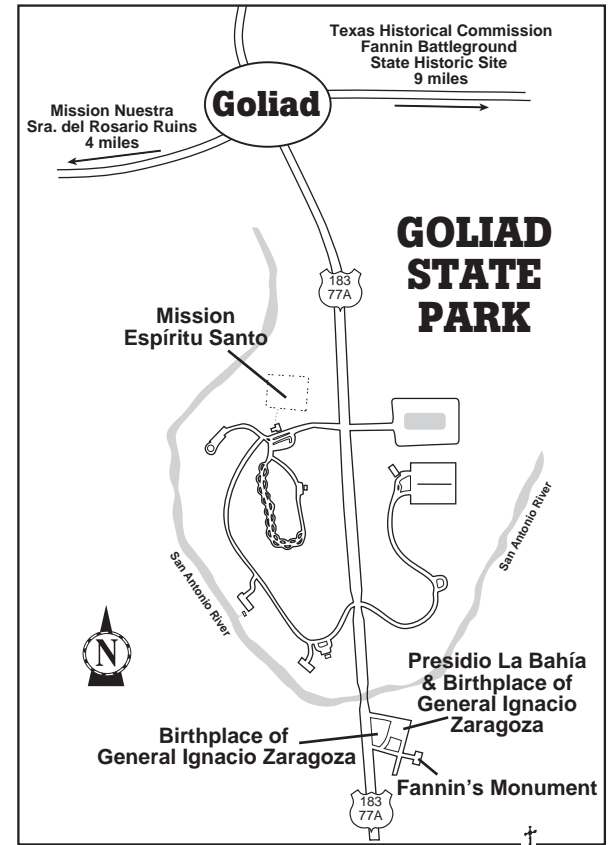 Texas Historical Commission
Fannin Battleground
State Historic Site
9 miles
Goliad
Mission Nuestra
Sra. del Rosario Ruins
4 miles
GOLIAD
STATE
PARK
183
77A
Mission
Espíritu Santo
San Antonio River
San Antonio River
N
Presidio La Bahía
& Birthplace of
General Ignacio
Zaragoza
Birthplace of
General Ignacio Zaragoza
Fannin’s Monument
183
77A